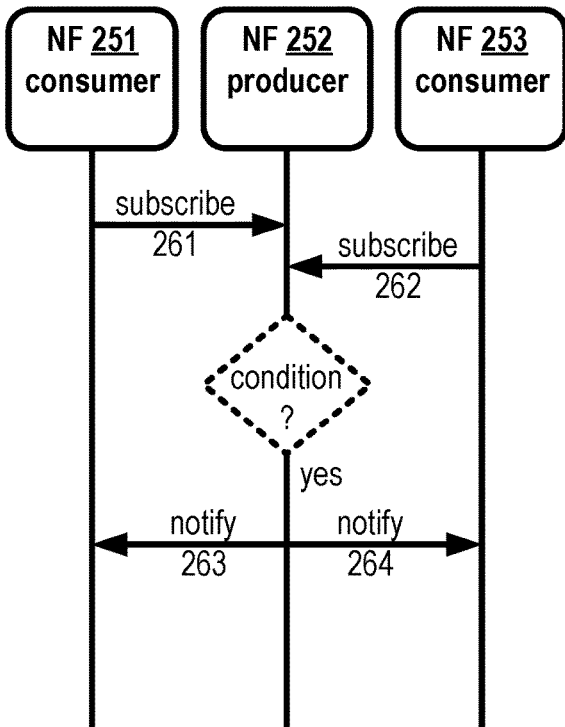 NF 251
consumer
NF 252
producer
NF 253
consumer
subscribe
261
subscribe
262
condition
?
yes
notify
263
notify
264